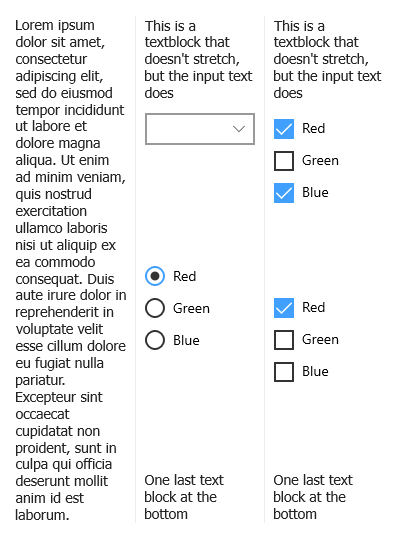 Lorem ipsum
dolor sit amet,
consectetur
adipiscing elit,
sed do eiusmod
tempor incididunt
ut labore et
dolore magna
aliqua. Ut enim
ad minim veniam,
quis nostrud
exercitation
ullamco laboris
nisi ut aliquip ex
ea commodo
consequat. Duis
aute irure dolor in
reprehenderit in
voluptate velit
esse cillum dolore
eu fugiat nulla
pariatur.
Excepteur sint
occaecat
cupidatat non
proident, sunt in
culpa qui officia
deserunt mollit
anim id est
laborum.
This is a
textblock that
doesn't stretch,
but the input text
does
Red
Green
Blue
One last text
block at the
bottom
This is a
textblock that
doesn't stretch,
but the input text
does
Red
Green
Blue
Red
Green
Blue
One last text
block at the
bottom